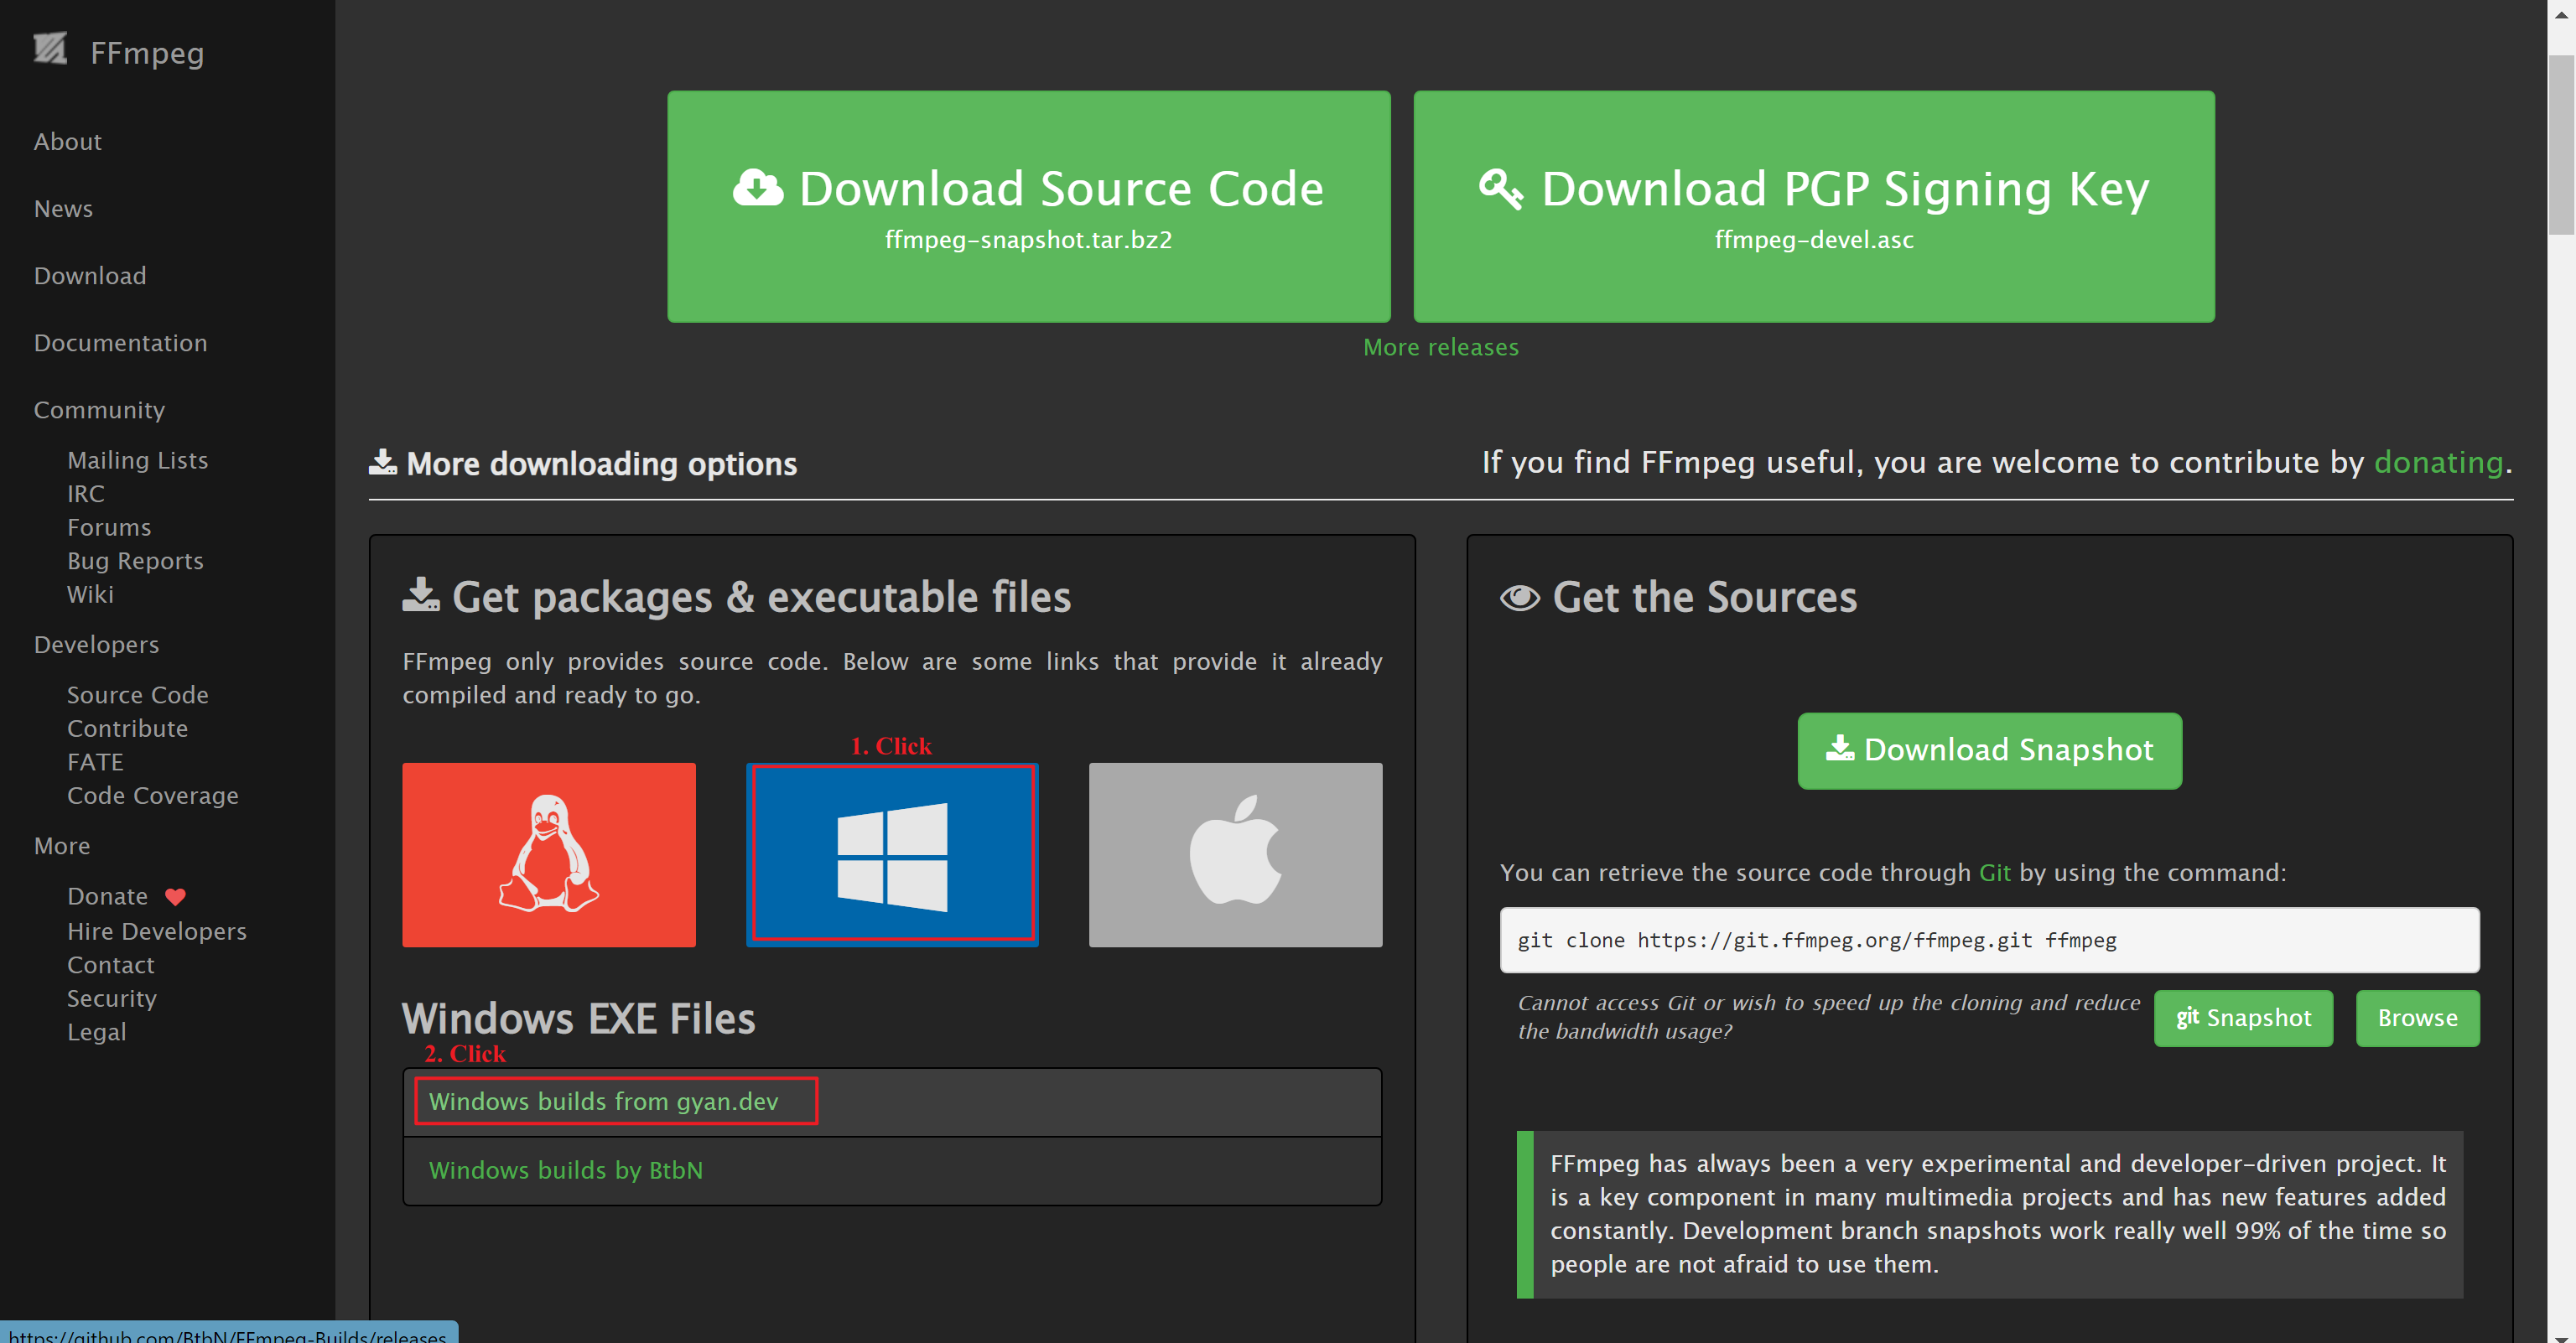 FFmpeg
About
News
Download
Documentation
Community
Mailing Lists
IRC
Forums
Bug Reports
Wiki
Developers
Source Code
Contribute
FATE
Code Coverage
More
Donate
Hire Developers
Contact
Security
Legal
Download Source Code
ffmpeg-snapshot.tar.bz2
Download PGP Signing Key
ffmpeg-devel.asc
More releases
More downloading options
If you find FFmpeg useful, you are welcome to contribute by donating.
Get packages & executable files
FFmpeg only provides source code. Below are some links that provide it already
compiled and ready to go.
1. Click
Windows EXE Files
2. Click
Windows builds from gyan.dev
Windows builds by BtbN
Get the Sources
Download Snapshot
You can retrieve the source code through Git by using the command:
git clone https://git.ffmpeg.org/ffmpeg.git ffmpeg
Cannot access Git or wish to speed up the cloning and reduce
the bandwidth usage?
git Snapshot
Browse
FFmpeg has always been a very experimental and developer-driven project. It
is a key component in many multimedia projects and has new features added
constantly. Development branch snapshots work really well 99% of the time so
people are not afraid to use them.
https://github.com/BtbN/FFmpeg-Builds/releases